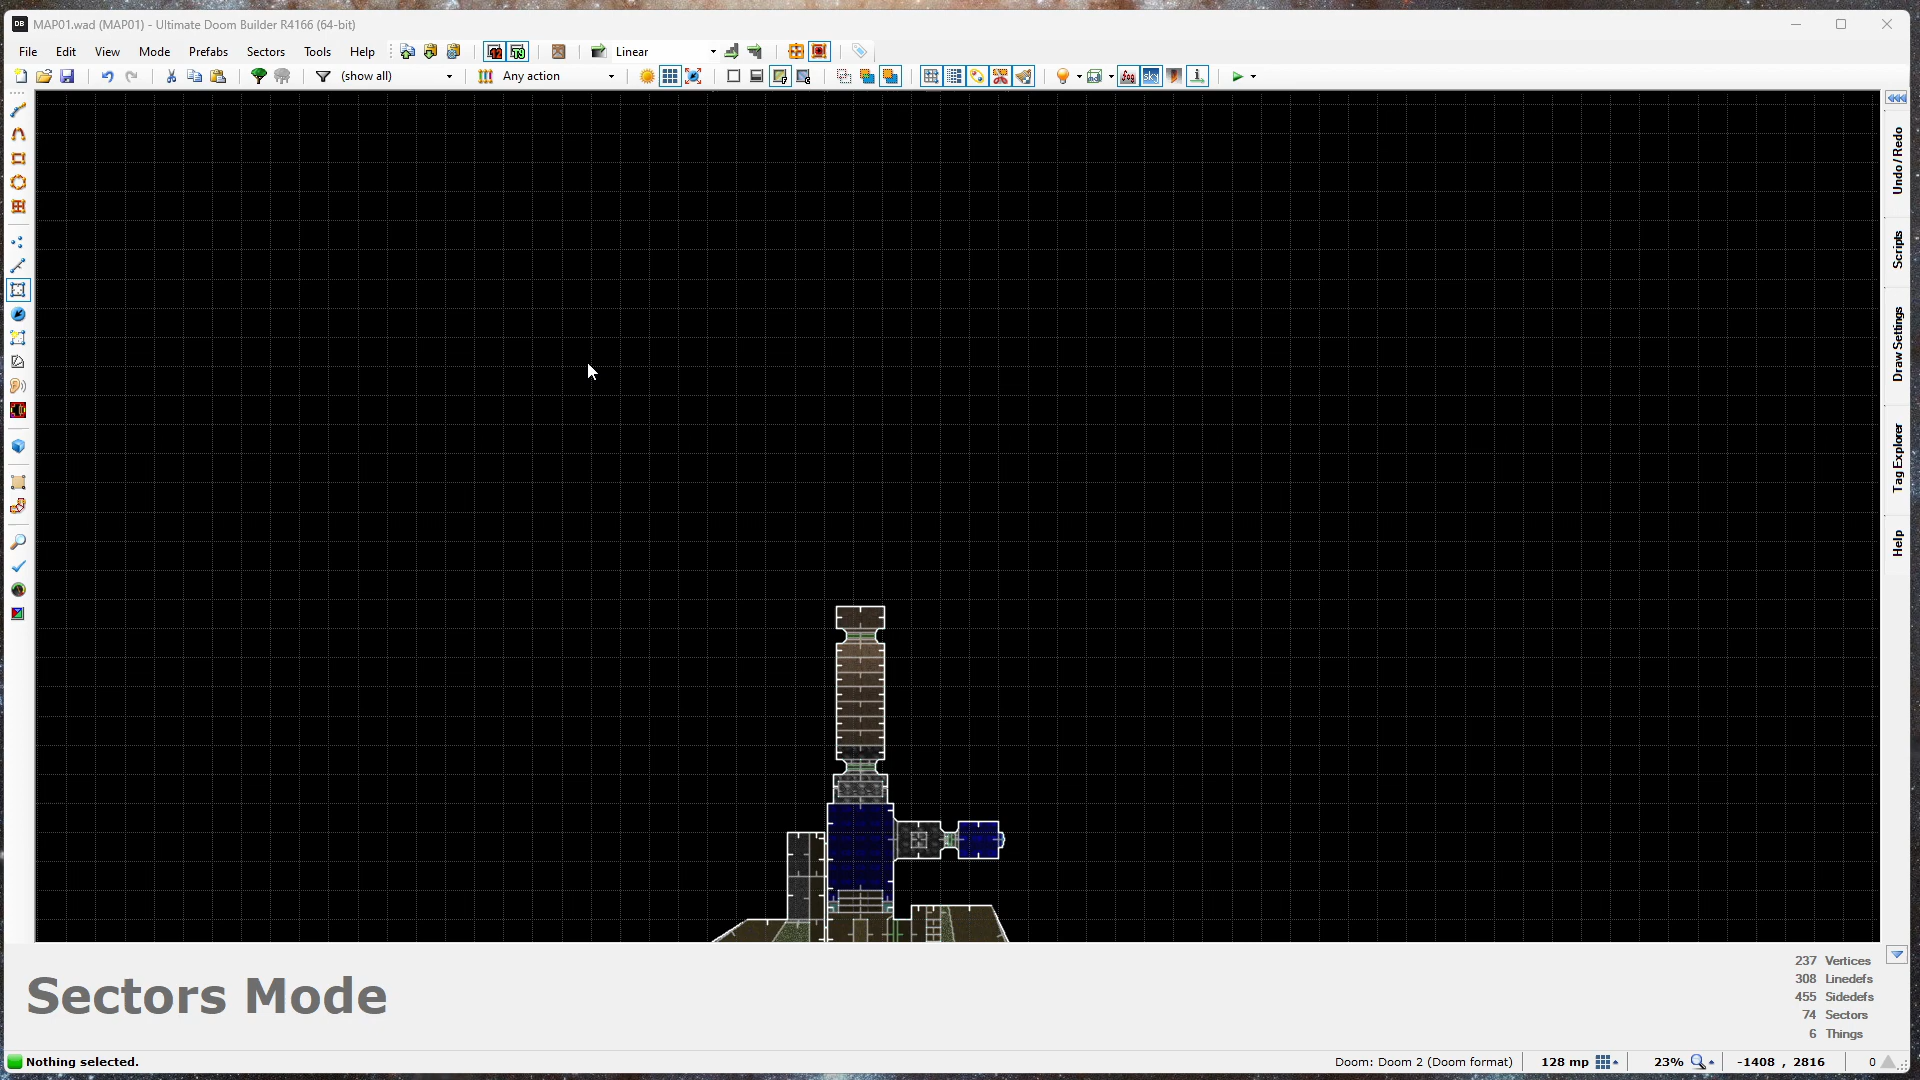 DB MAP01.wad (MAP01) - Ultimate Doom Builder R4166 (64-bit)
File Edit View Mode Prefabs Sectors Tools Help Linear
(show all) Any action
Undo / Redo
Scripts
Draw Settings
Tag Explorer
Help
Sectors Mode
237 Vertices
308 Linedefs
455 Sidedefs
74 Sectors
6 Things
Nothing selected. Doom: Doom 2 (Doom format) 128 mp 23% -1408 , 2816 0